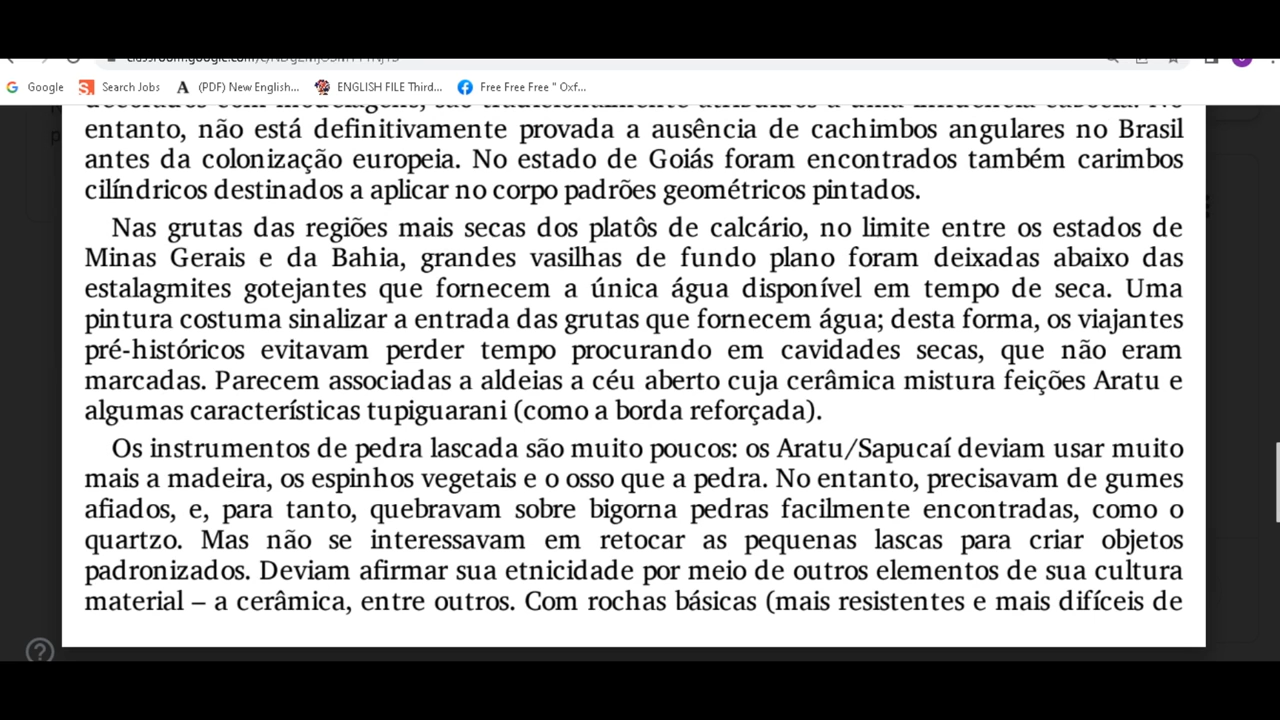 Google
Search Jobs
(PDF) New English...
ENGLISH FILE Third...
Free Free Free " Oxf...
entanto, não está definitivamente provada a ausência de cachimbos angulares no Brasil
antes da colonização europeia. No estado de Goiás foram encontrados também carimbos
cilíndricos destinados a aplicar no corpo padrões geométricos pintados.
Nas grutas das regiões mais secas dos platôs de calcário, no limite entre os estados de
Minas Gerais e da Bahia, grandes vasilhas de fundo plano foram deixadas abaixo das
estalagmites gotejantes que fornecem a única água disponível em tempo de seca. Uma
pintura costuma sinalizar a entrada das grutas que fornecem água; desta forma, os viajantes
pré-históricos evitavam perder tempo procurando em cavidades secas, que não eram
marcadas. Parecem associadas a aldeias a céu aberto cuja cerâmica mistura feições Aratu e
algumas características tupiguarani (como a borda reforçada).
Os instrumentos de pedra lascada são muito poucos: os Aratu/Sapucaí deviam usar muito
mais a madeira, os espinhos vegetais e o osso que a pedra. No entanto, precisavam de gumes
afiados, e, para tanto, quebravam sobre bigorna pedras facilmente encontradas, como o
quartzo. Mas não se interessavam em retocar as pequenas lascas para criar objetos
padronizados. Deviam afirmar sua etnicidade por meio de outros elementos de sua cultura
material – a cerâmica, entre outros. Com rochas básicas (mais resistentes e mais difíceis de